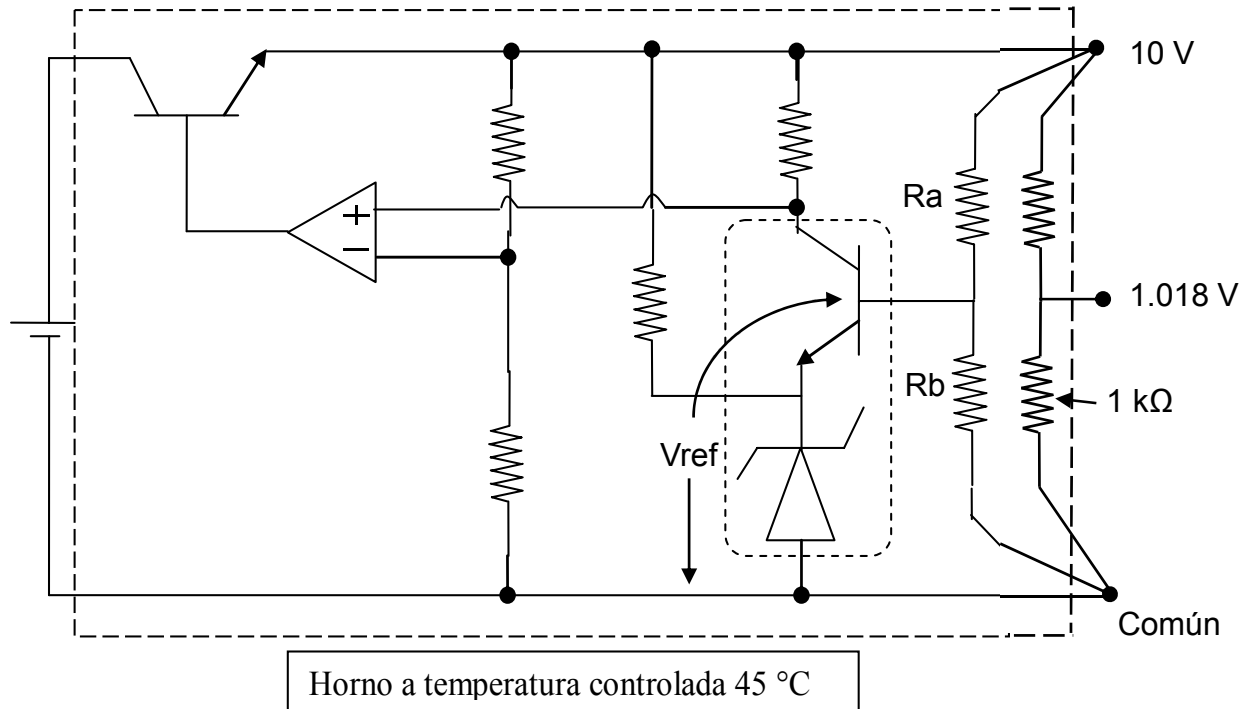 10 V
+
Ra
−
1.018 V
Rb
1 kΩ
Vref
Común
Horno a temperatura controlada 45 °C